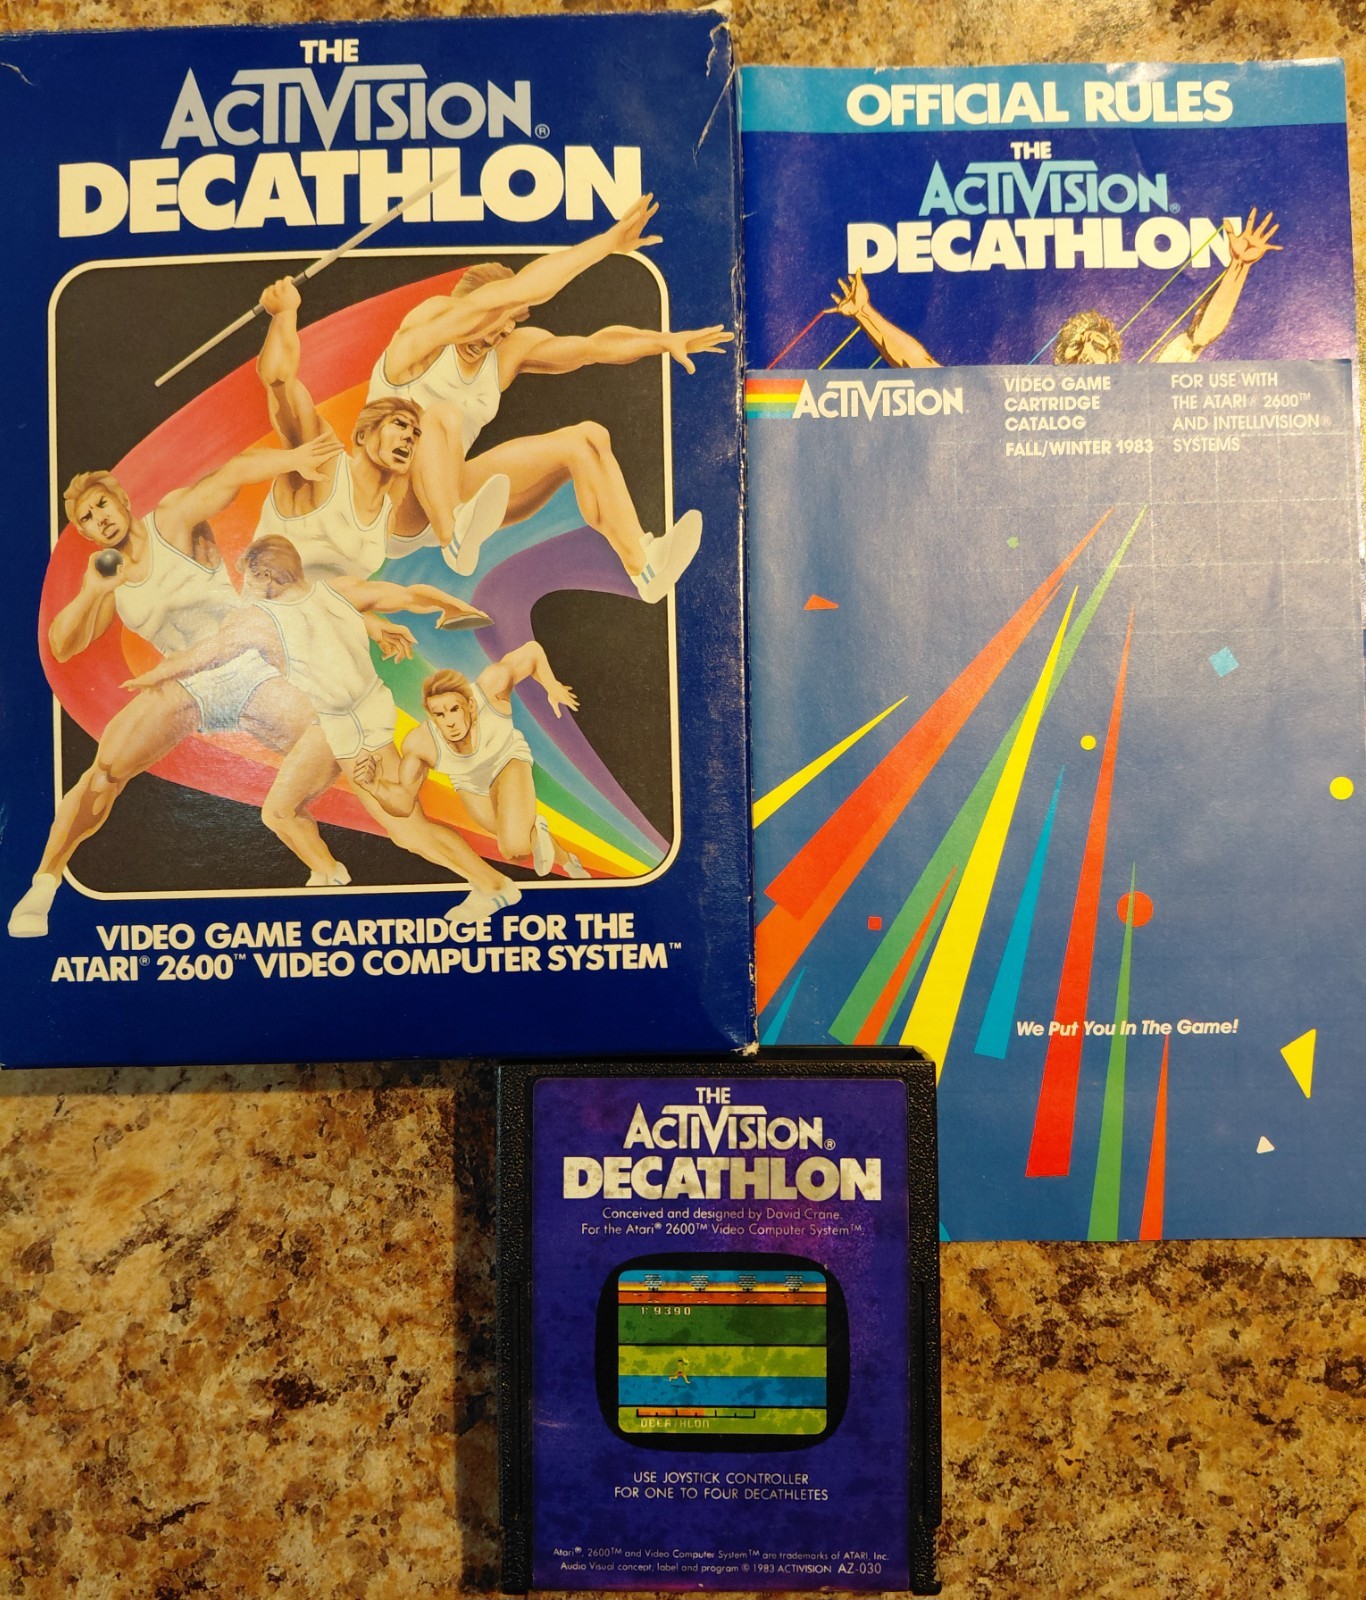 THE
ACTIVISION®
DECATHLON
VIDEO GAME CARTRIDGE FOR THE
ATARI® 2600™ VIDEO COMPUTER SYSTEM™
OFFICIAL RULES
THE
ACTIVISION®
DECATHLON
ACTIVISION®
VIDEO GAME
CARTRIDGE
CATALOG
FALL/WINTER 1983
FOR USE WITH
THE ATARI® 2600™
AND INTELLIVISION®
SYSTEMS
We Put You In The Game!
THE
ACTIVISION®
DECATHLON
Conceived and designed by David Crane.
For the Atari® 2600™ Video Computer System™
1:9390
DECATHLON
USE JOYSTICK CONTROLLER
FOR ONE TO FOUR DECATHLETES
Atari®, 2600™ and Video Computer System™ are trademarks of ATARI, Inc.
Audio Visual concept, label and program © 1983 ACTIVISION AZ-030